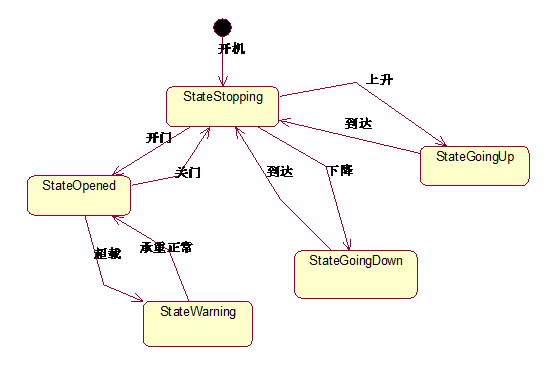 开机
StateStopping
上升
到达
开门
关门
到达
下降
StateGoingUp
StateOpened
超载
承重正常
StateGoingDown
StateWarning